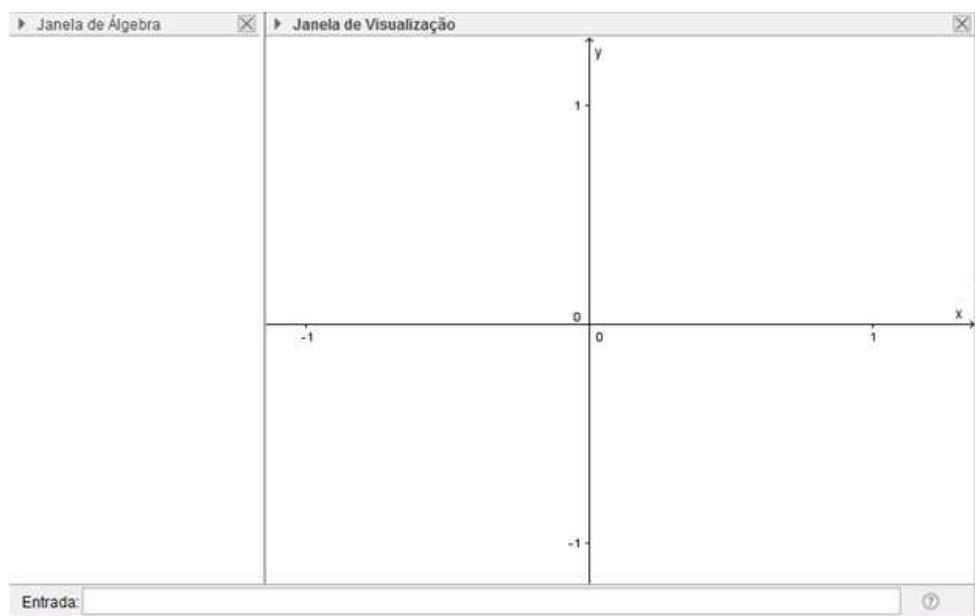 Janela de Álgebra
Janela de Visualização
y
1
0
x
-1
0
1
-1
Entrada:
?